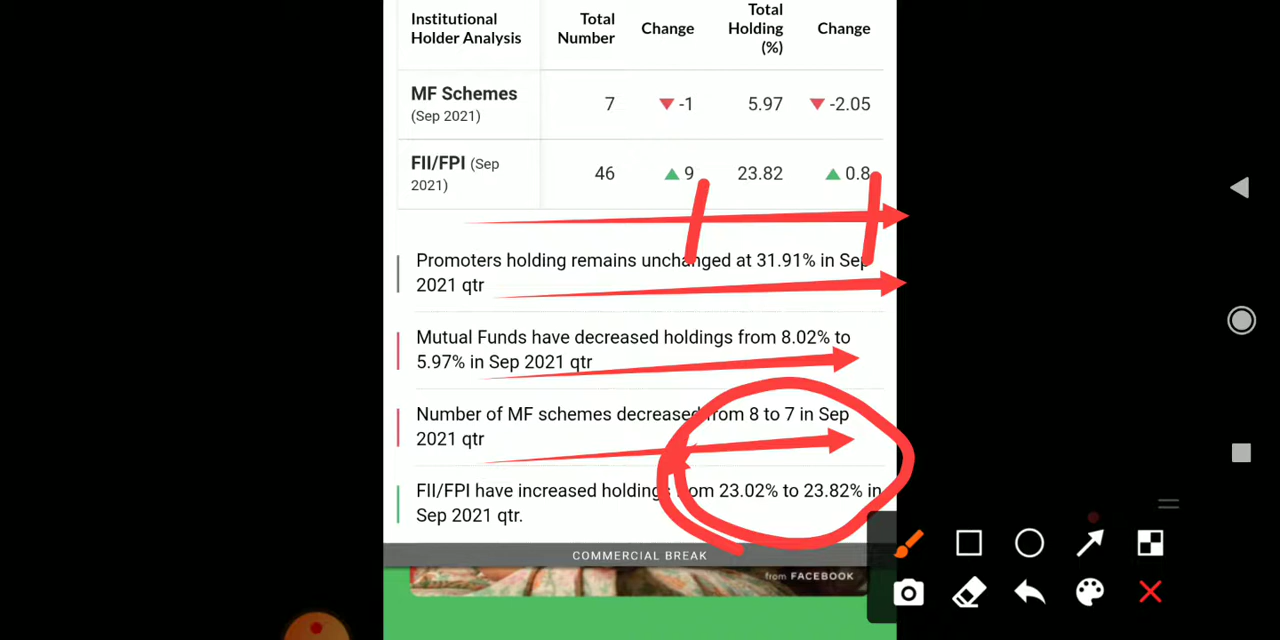 Institutional Holder Analysis Total Number Change Total Holding (%) Change
MF Schemes (Sep 2021) 7 -1 5.97 -2.05
FII/FPI (Sep 2021) 46 9 23.82 0.8
Promoters holding remains unchanged at 31.91% in Sep
2021 qtr
Mutual Funds have decreased holdings from 8.02% to
5.97% in Sep 2021 qtr
Number of MF schemes decreased from 8 to 7 in Sep
2021 qtr
FII/FPI have increased holdings from 23.02% to 23.82% in
Sep 2021 qtr.
COMMERCIAL BREAK
from FACEBOOK